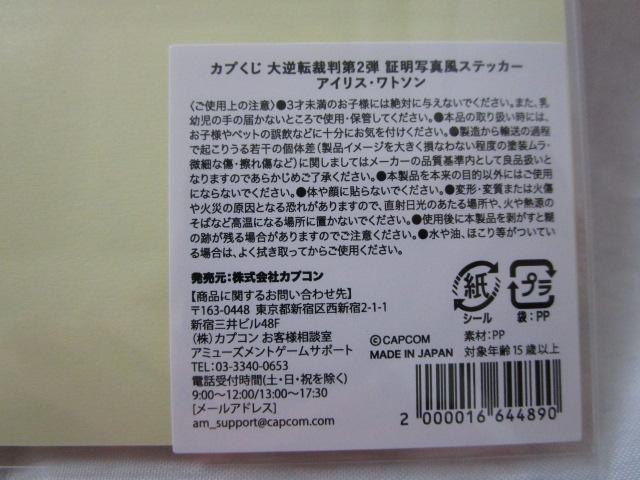 カプくじ 大逆転裁判第2弾 証明写真風ステッカー
アイリス・ワトソン
〈ご使用上の注意〉●3才未満のお子様には絶対に与えないでください。また、乳
幼児の手の届かないところで使用・保管してください。●本品の取り扱い時には、
お子様やペットの誤飲などに十分にお気を付けください。●製造から輸送の過程
で起こりうる若干の個体差(製品イメージを大きく損なわない程度の塗装ムラ・
微細な傷・擦れ傷など)に関しましてはメーカーの品質基準内として良品扱いと
なりますのであらかじめご了承ください。●本製品を本来の目的以外にはご使用
にならないでください。●体や顔に貼らないでください。●変形・変質または火傷
や火災の原因となる恐れがありますので、直射日光のあたる場所や、火や熱源の
そばなど高温になる場所に置かないでください。●使用後に本製品を剥がすと糊
の跡が残る場合がありますのでご注意ください。●水や油、ほこり等がついてい
る場合は、よく拭き取ってからご使用ください。
発売元:株式会社カプコン
【商品に関するお問い合わせ先】
〒163-0448 東京都新宿区西新宿2-1-1
新宿三井ビル48F
(株)カプコン お客様相談室
アミューズメントゲームサポート
TEL:03-3340-0653
電話受付時間(土・日・祝を除く)
9:00〜12:00/13:00〜17:30
[メールアドレス]
am_support@capcom.com
紙
シール
プラ
袋:PP
©CAPCOM
MADE IN JAPAN
素材:PP
対象年齢15歳以上
2 000016 644890